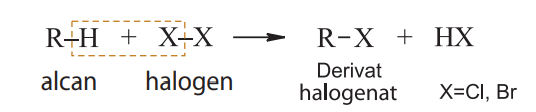 R–H + X–X ⟶ R–X + HX
alcan halogen Derivat
halogenat X=Cl, Br